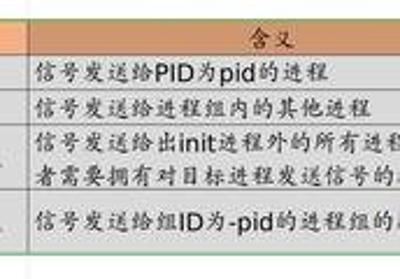 含义
信号发送给PID为pid的进程
信号发送给进程组内的其他进程
信号发送给出init进程外的所有进程
者需要拥有对目标进程发送信号的
信号发送给组ID为-pid的进程组的